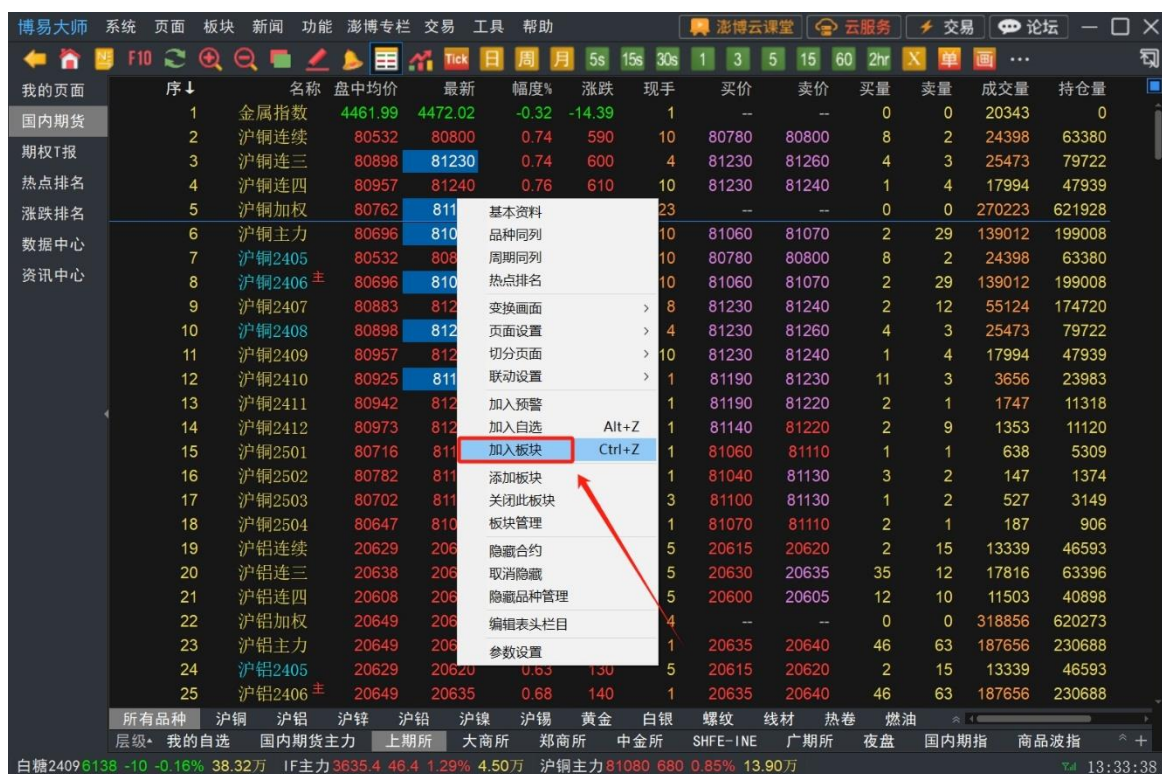 博易大师 系统 页面 板块 新闻 功能 澎博专栏 交易 工具 帮助 澎博云课堂 云服务 交易 论坛
F10 Tick 日 周 月 5s 15s 30s 1 3 5 15 60 2hr X 单 画 ...
我的页面
国内期货
期权T报
热点排名
涨跌排名
数据中心
资讯中心
序↓ 名称 盘中均价 最新 幅度% 涨跌 现手 买价 卖价 买量 卖量 成交量 持仓量
1 金属指数 4461.99 4472.02 -0.32 -14.39 1 -- -- 0 0 20343 0
2 沪铜连续 80532 80800 0.74 590 10 80780 80800 8 2 24398 63380
3 沪铜连三 80898 81230 0.74 600 4 81230 81260 4 3 25473 79722
4 沪铜连四 80957 81240 0.76 610 10 81230 81240 1 4 17994 47939
5 沪铜加权 80762 811 23 -- -- 0 0 270223 621928
6 沪铜主力 80696 810 10 81060 81070 2 29 139012 199008
7 沪铜2405 80532 808 10 80780 80800 8 2 24398 63380
8 沪铜2406 主 80696 810 10 81060 81070 2 29 139012 199008
9 沪铜2407 80883 812 8 81230 81240 2 12 55124 174720
10 沪铜2408 80898 812 4 81230 81260 4 3 25473 79722
11 沪铜2409 80957 812 10 81230 81240 1 4 17994 47939
12 沪铜2410 80925 811 1 81190 81230 11 3 3656 23983
13 沪铜2411 80942 812 1 81190 81220 2 1 1747 11318
14 沪铜2412 80973 812 1 81140 81220 2 9 1353 11120
15 沪铜2501 80716 811 1 81060 81110 1 1 638 5309
16 沪铜2502 80782 811 1 81040 81130 3 2 147 1374
17 沪铜2503 80702 811 3 81100 81130 1 2 527 3149
18 沪铜2504 80647 810 1 81070 81110 2 1 187 906
19 沪铝连续 20629 206 5 20615 20620 2 15 13339 46593
20 沪铝连三 20638 206 5 20630 20635 35 12 17816 63396
21 沪铝连四 20608 206 5 20600 20605 12 10 11503 40898
22 沪铝加权 20649 206 4 -- -- 0 0 318856 620273
23 沪铝主力 20649 206 1 20635 20640 46 63 187656 230688
24 沪铝2405 20629 20620 0.63 130 5 20615 20620 2 15 13339 46593
25 沪铝2406 主 20649 20635 0.68 140 1 20635 20640 46 63 187656 230688
基本资料
品种同列
周期同列
热点排名
变换画面 >
页面设置 >
切分页面 >
联动设置 >
加入预警
加入自选 Alt+Z
加入板块 Ctrl+Z
添加板块
关闭此板块
板块管理
隐藏合约
取消隐藏
隐藏品种管理
编辑表头栏目
参数设置
所有品种 沪铜 沪铝 沪锌 沪铅 沪镍 沪锡 黄金 白银 螺纹 线材 热卷 燃油
层级 我的自选 国内期货主力 上期所 大商所 郑商所 中金所 SHFE-INE 广期所 夜盘 国内期指 商品波指
白糖2409 6138 -10 -0.16% 38.32万 IF主力 3635.4 46.4 1.29% 4.50万 沪铜主力 81080 680 0.85% 13.90万 13:33:38